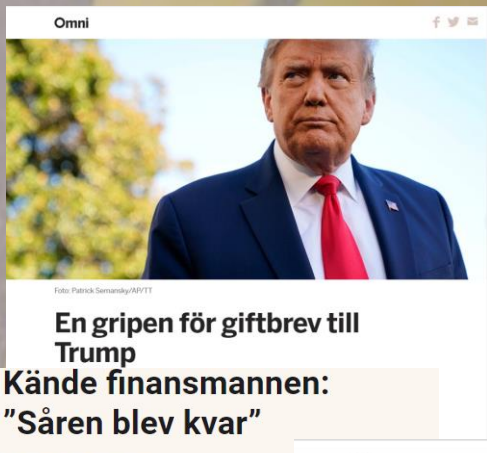 Omni
Foto: Patrick Semansky/AP/TT
En gripen för giftbrev till
Trump
Kände finansmannen:
”Såren blev kvar”